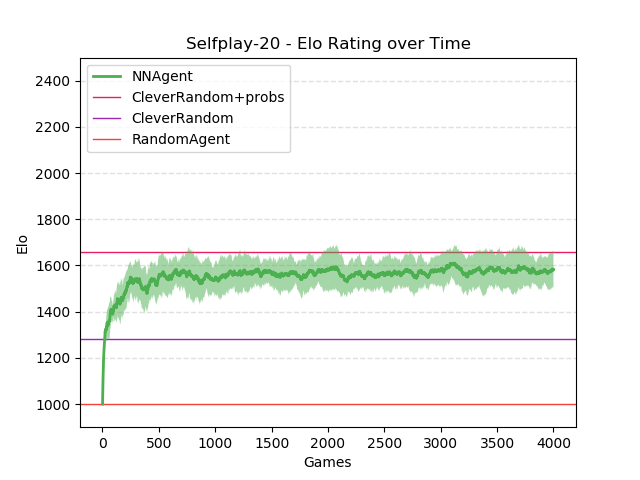 Selfplay-20 - Elo Rating over Time
NNAgent
CleverRandom+probs
CleverRandom
RandomAgent
2400
2200
2000
1800
1600
1400
1200
1000
Elo
0 500 1000 1500 2000 2500 3000 3500 4000
Games